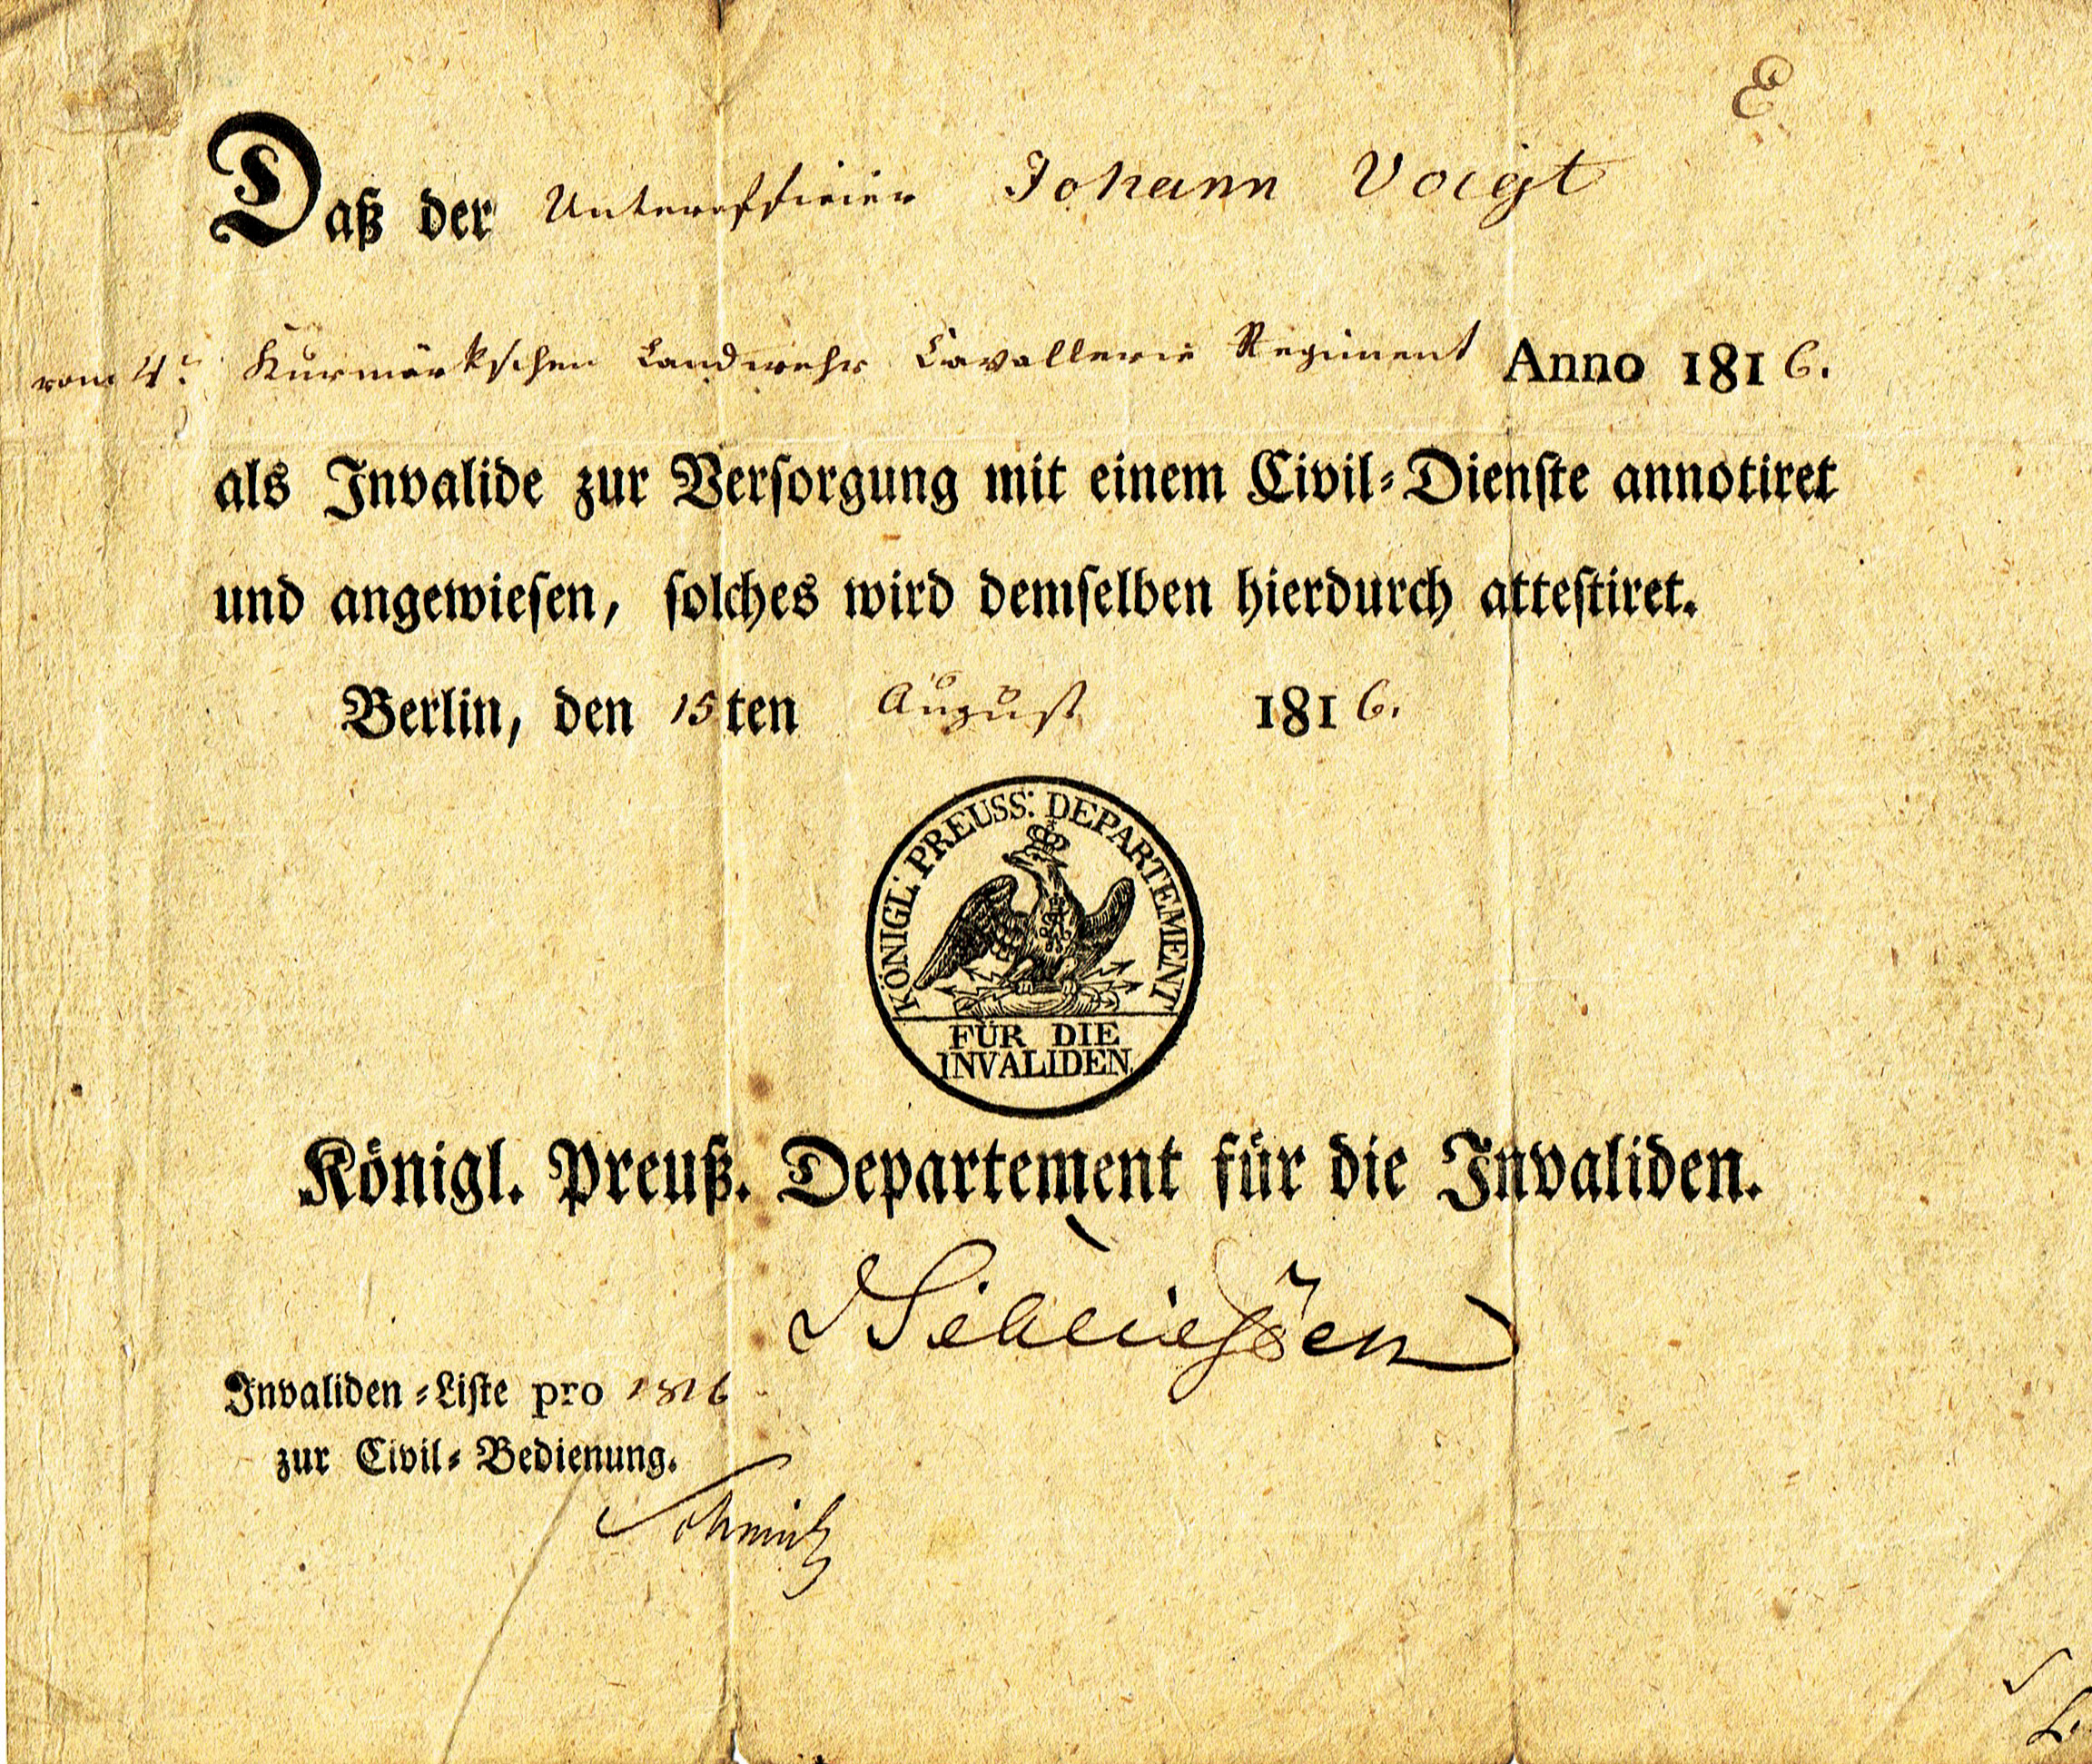 E
Daß der Unteroffizier Johann Voigt
vom 4.ⁿ Kurmärkschen Landwehr Cavallerie Regiment Anno 1816.
als Invalide zur Versorgung mit einem Civil-Dienste annotiret
und angewiesen, solches wird demselben hierdurch attestiret.
Berlin, den 15ten August 1816.
KÖNIGL: PREUSS: DEPARTEMENT
FÜR DIE
INVALIDEN.
Königl. Preuß. Departement für die Invaliden.
Invaliden-Liste pro 1816
zur Civil-Bedienung.
Schmitz